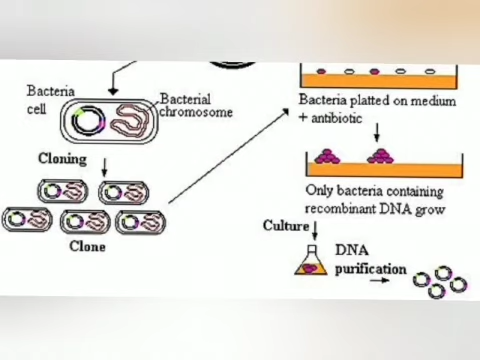 Bacteria
cell
Bacterial
chromosome
Cloning
Clone
Bacteria platted on medium
+ antibiotic
Only bacteria containing
recombinant DNA grow
Culture
DNA
purification